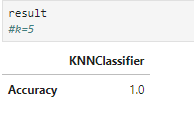 result
#k=5
KNNClassifier
Accuracy 1.0